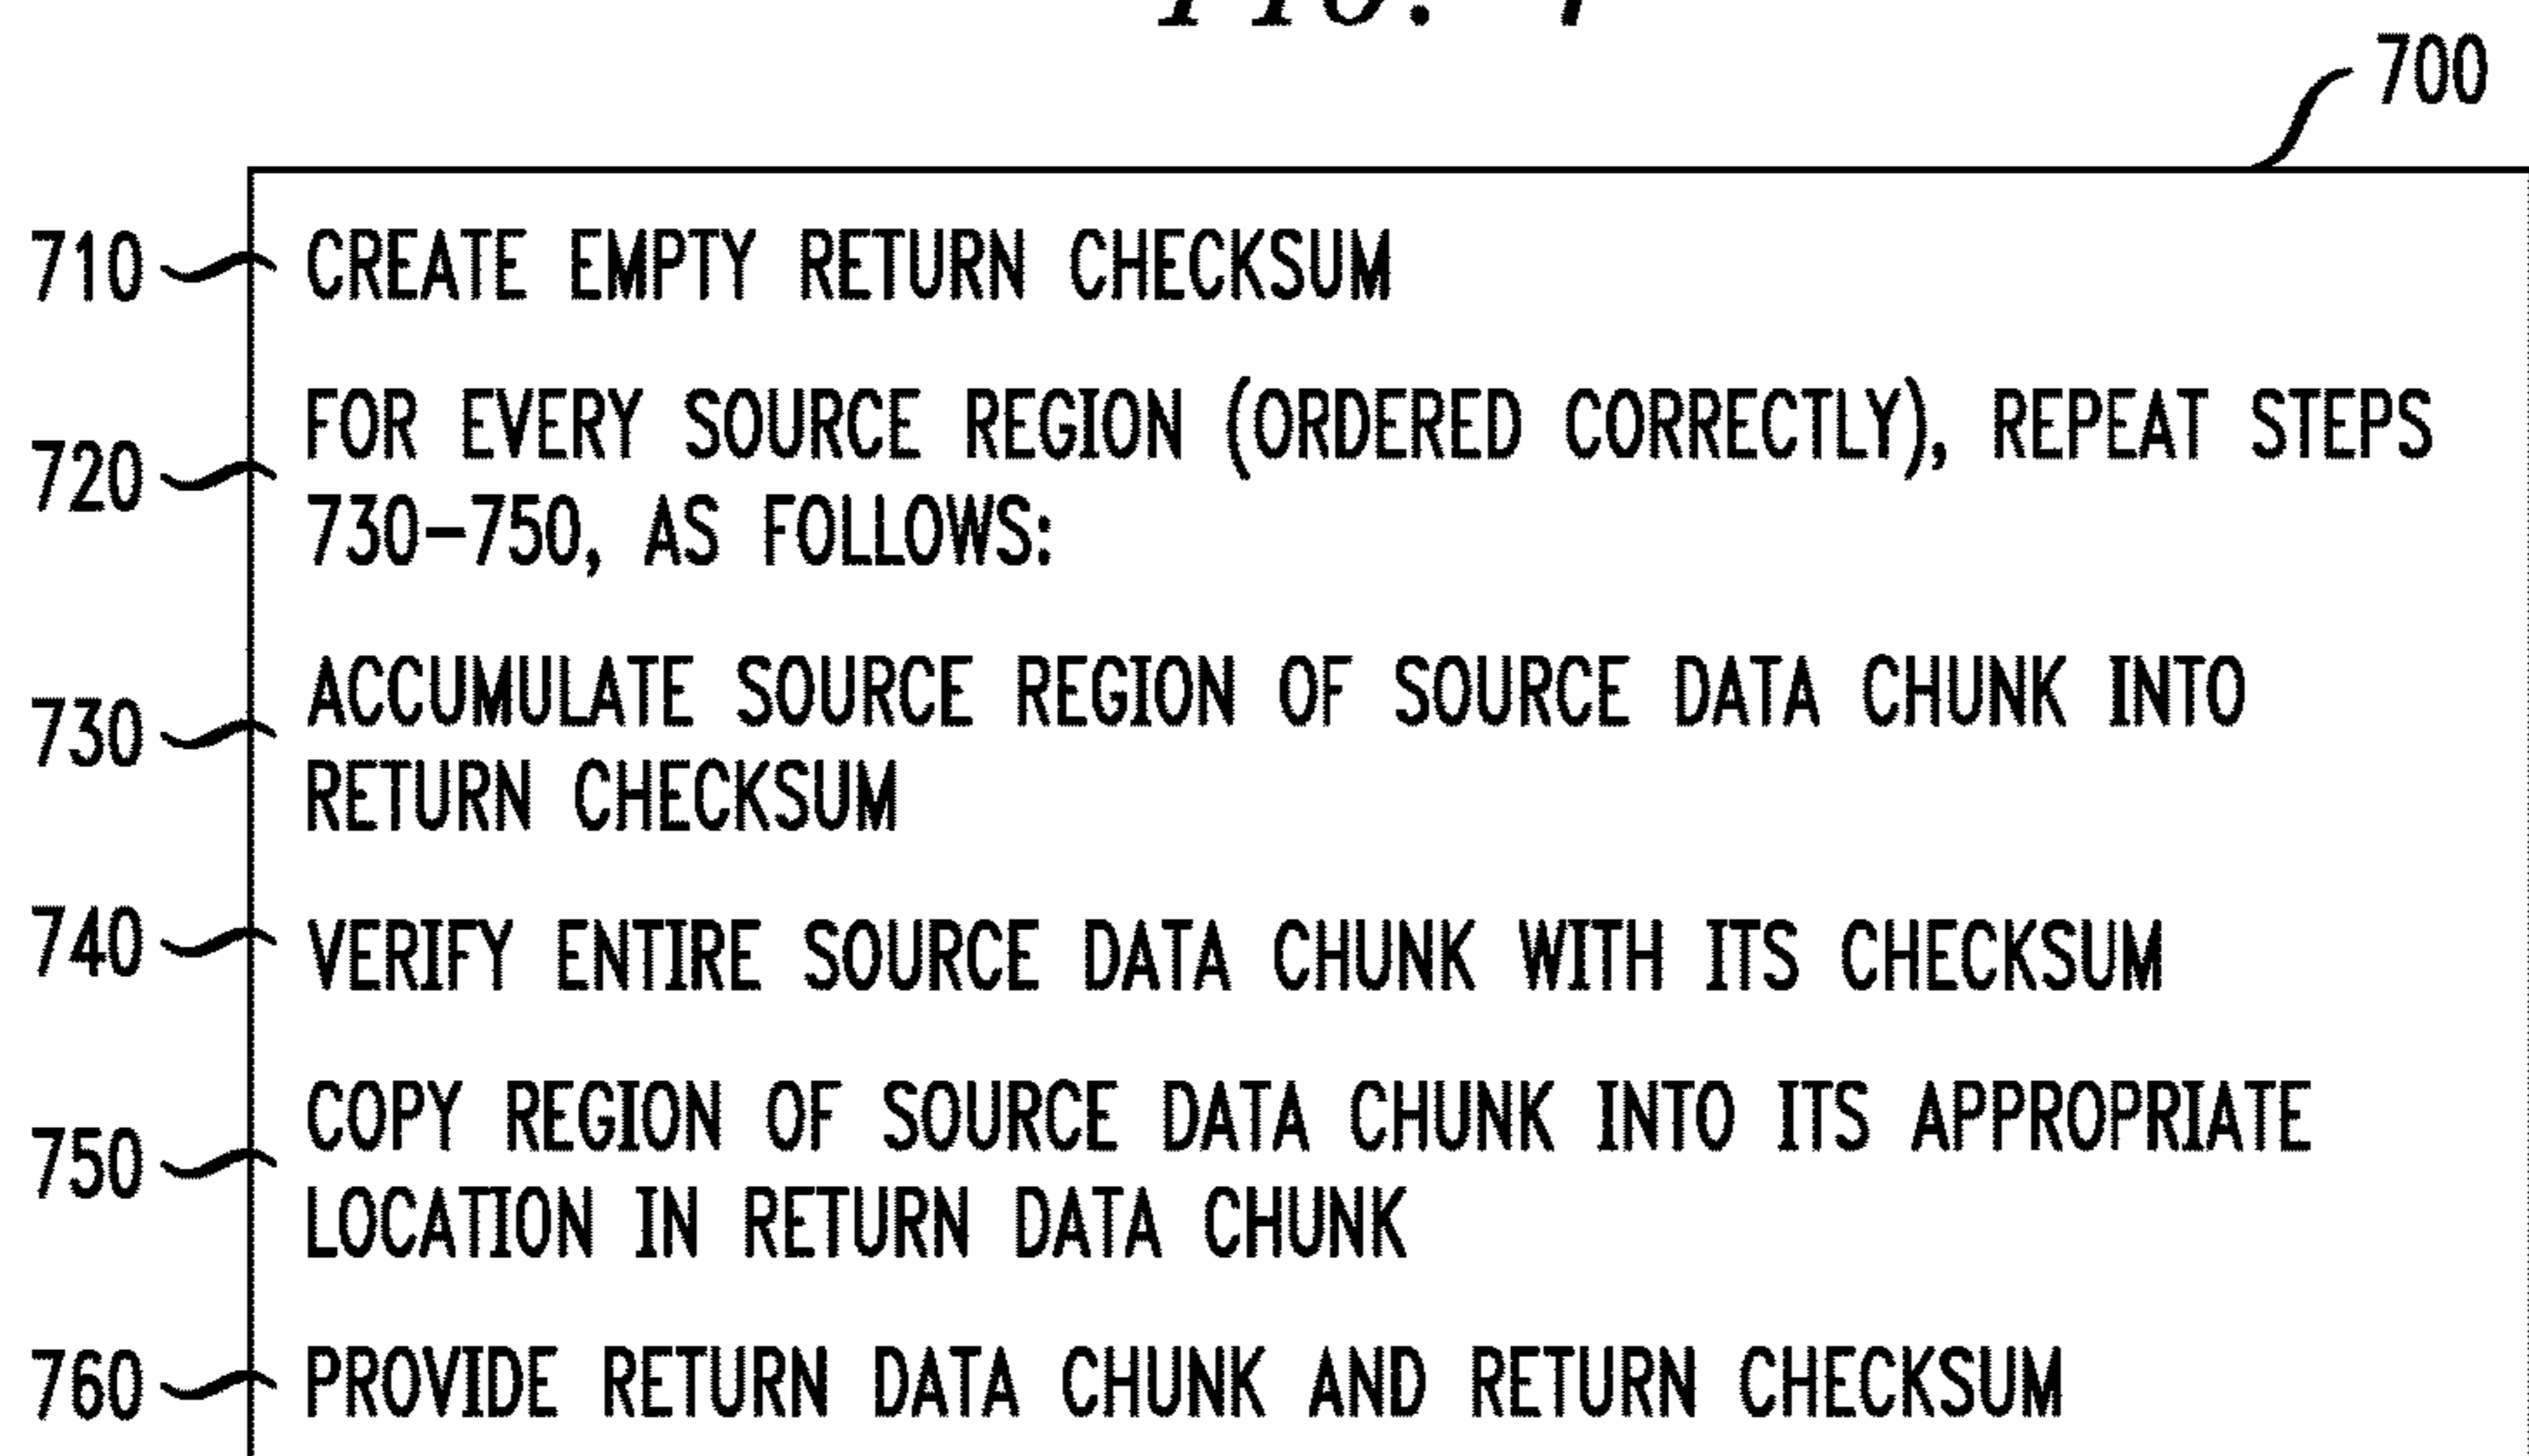 FIG. 7
700
710 CREATE EMPTY RETURN CHECKSUM
720 FOR EVERY SOURCE REGION (ORDERED CORRECTLY), REPEAT STEPS
730-750, AS FOLLOWS:
730 ACCUMULATE SOURCE REGION OF SOURCE DATA CHUNK INTO
RETURN CHECKSUM
740 VERIFY ENTIRE SOURCE DATA CHUNK WITH ITS CHECKSUM
750 COPY REGION OF SOURCE DATA CHUNK INTO ITS APPROPRIATE
LOCATION IN RETURN DATA CHUNK
760 PROVIDE RETURN DATA CHUNK AND RETURN CHECKSUM